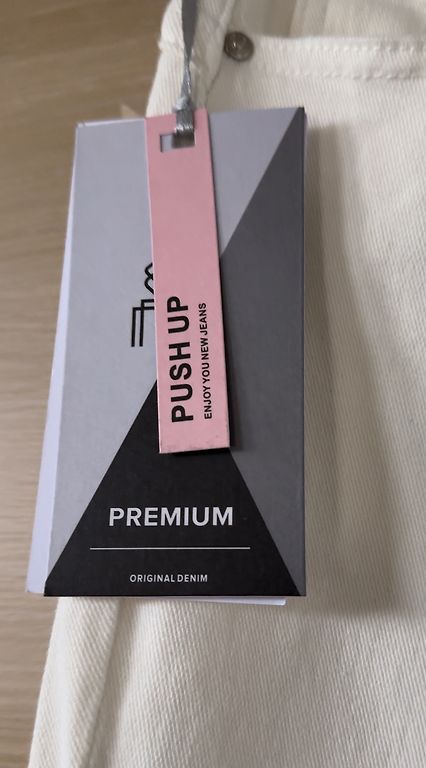 PUSH UP
ENJOY YOU NEW JEANS
PREMIUM
ORIGINAL DENIM